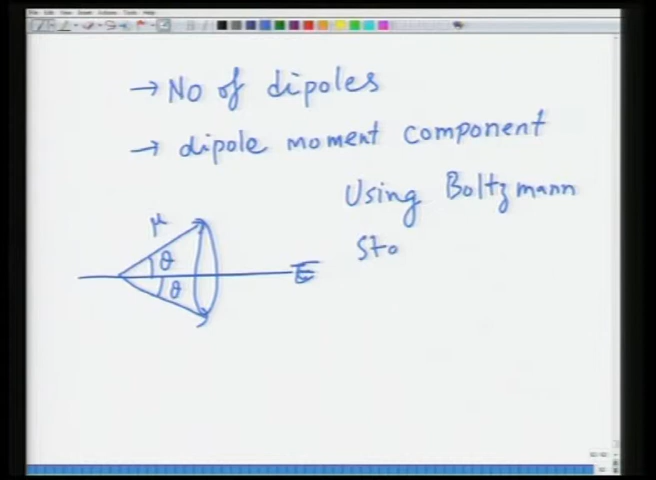 → No of dipoles
→ dipole moment component
Using Boltzmann
Sta
μ
θ
θ
E